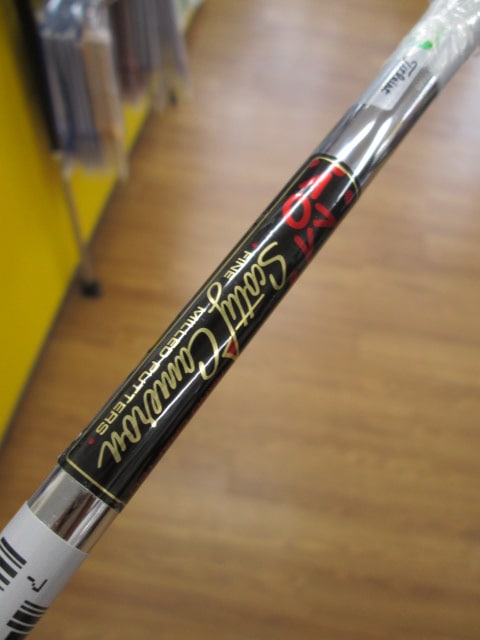 Titleist
Scotty Cameron
FINE MILLED PUTTERS